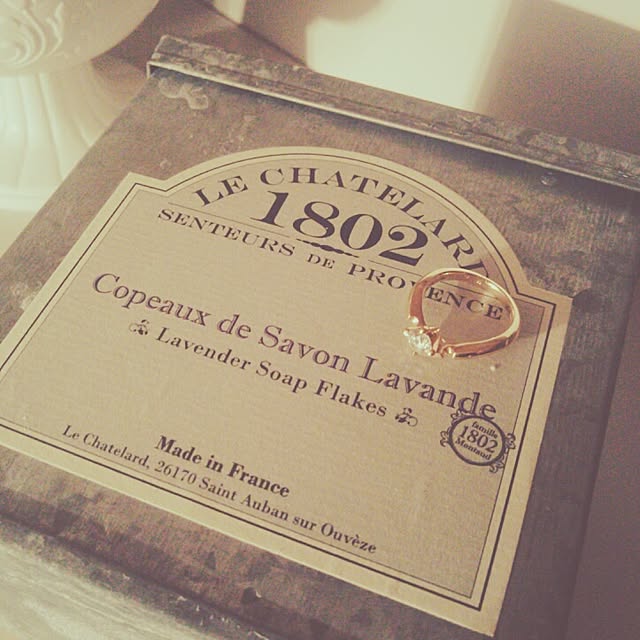 LE CHATELARD
1802
SENTEURS DE PROVENCE
Copeaux de Savon Lavande
Lavender Soap Flakes
famille
1802
Montaud
Made in France
Le Chatelard, 26170 Saint Auban sur Ouvèze